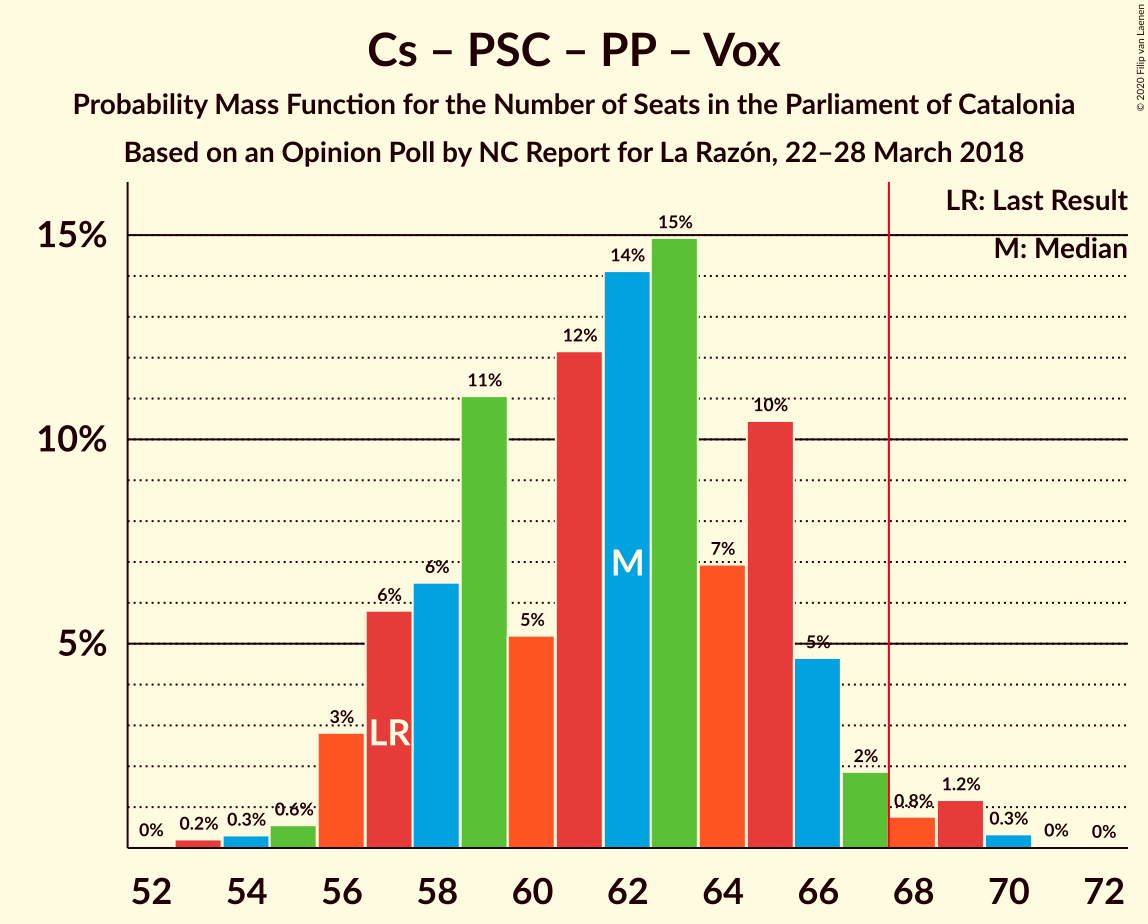 Cs – PSC – PP – Vox
Probability Mass Function for the Number of Seats in the Parliament of Catalonia
Based on an Opinion Poll by NC Report for La Razón, 22–28 March 2018
© 2020 Filip van Laenen
LR: Last Result
M: Median
15%
10%
5%
0%
0.2%
0.3%
0.6%
3%
6%
6%
11%
5%
12%
14%
15%
7%
10%
5%
2%
0.8%
1.2%
0.3%
0%
0%
LR
M
52 54 56 58 60 62 64 66 68 70 72